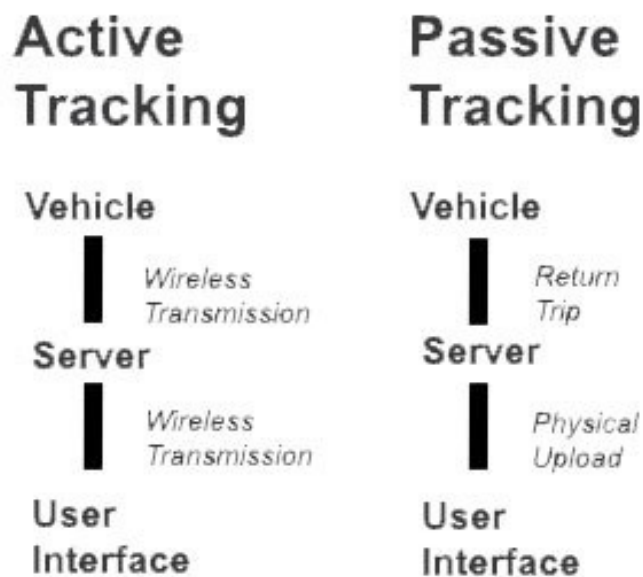 Active
Tracking
Vehicle
Wireless
Transmission
Server
Wireless
Transmission
User
Interface
Passive
Tracking
Vehicle
Return
Trip
Server
Physical
Upload
User
Interface